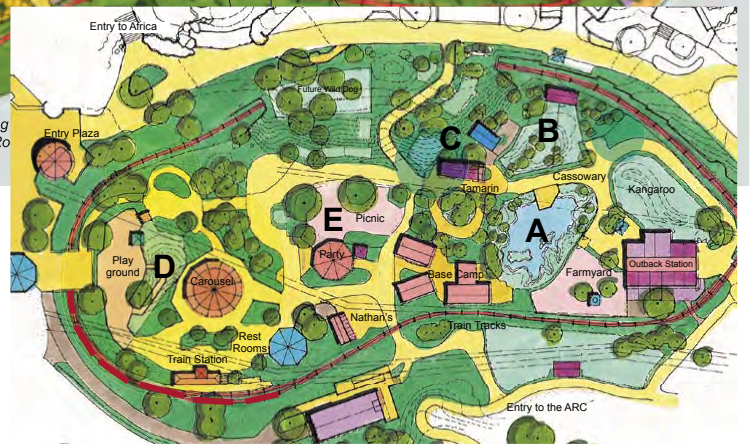 Entry to Africa
Future Wild Dog
Entry Plaza
B
C
Cassowary
Tamarin
Kangaroo
A
E
Picnic
Play
ground
D
Party
Outback Station
Carousel
Base Camp
Farmyard
Nathan's
Train Tracks
Rest
Rooms
Train Station
Entry to the ARC